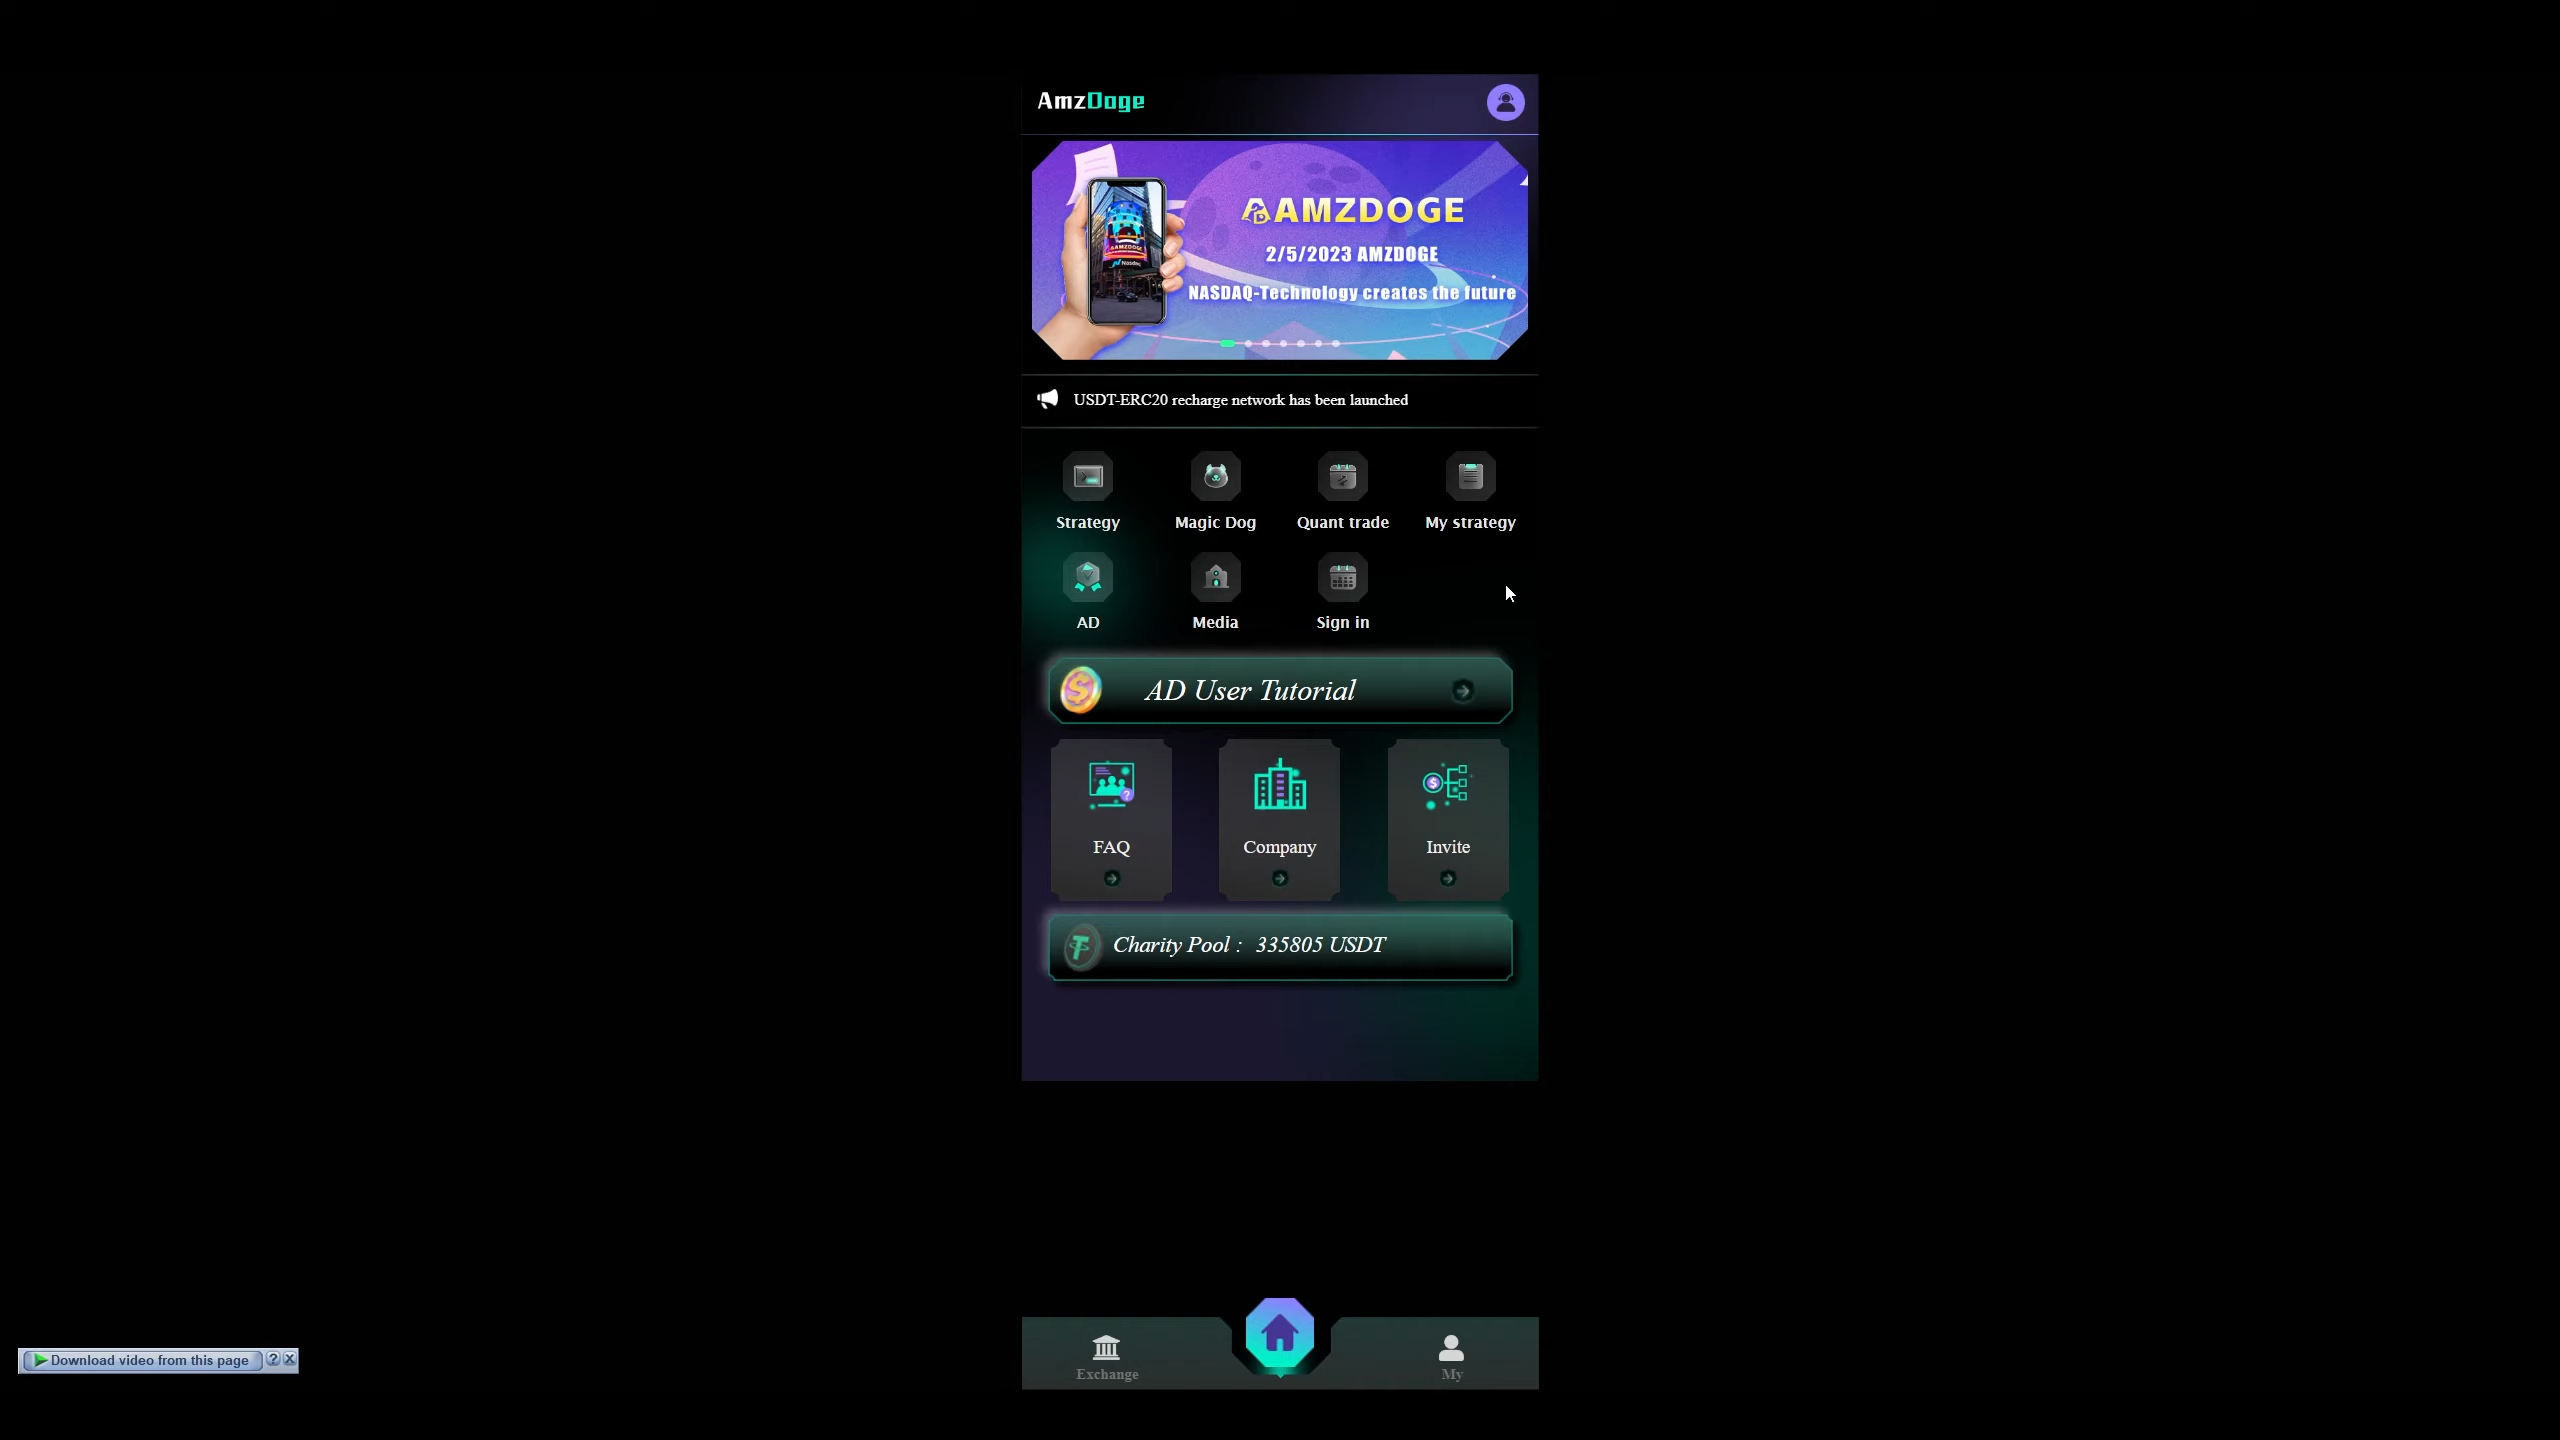 AmzDoge
AAMZDOGE
2/5/2023 AMZDOGE
NASDAQ-Technology creates the future
AMZDOGE
Nasdaq
USDT-ERC20 recharge network has been launched
Strategy
Magic Dog
Quant trade
My strategy
AD
Media
Sign in
AD User Tutorial
FAQ
Company
Invite
Charity Pool : 335805 USDT
Exchange
My
Download video from this page ? X